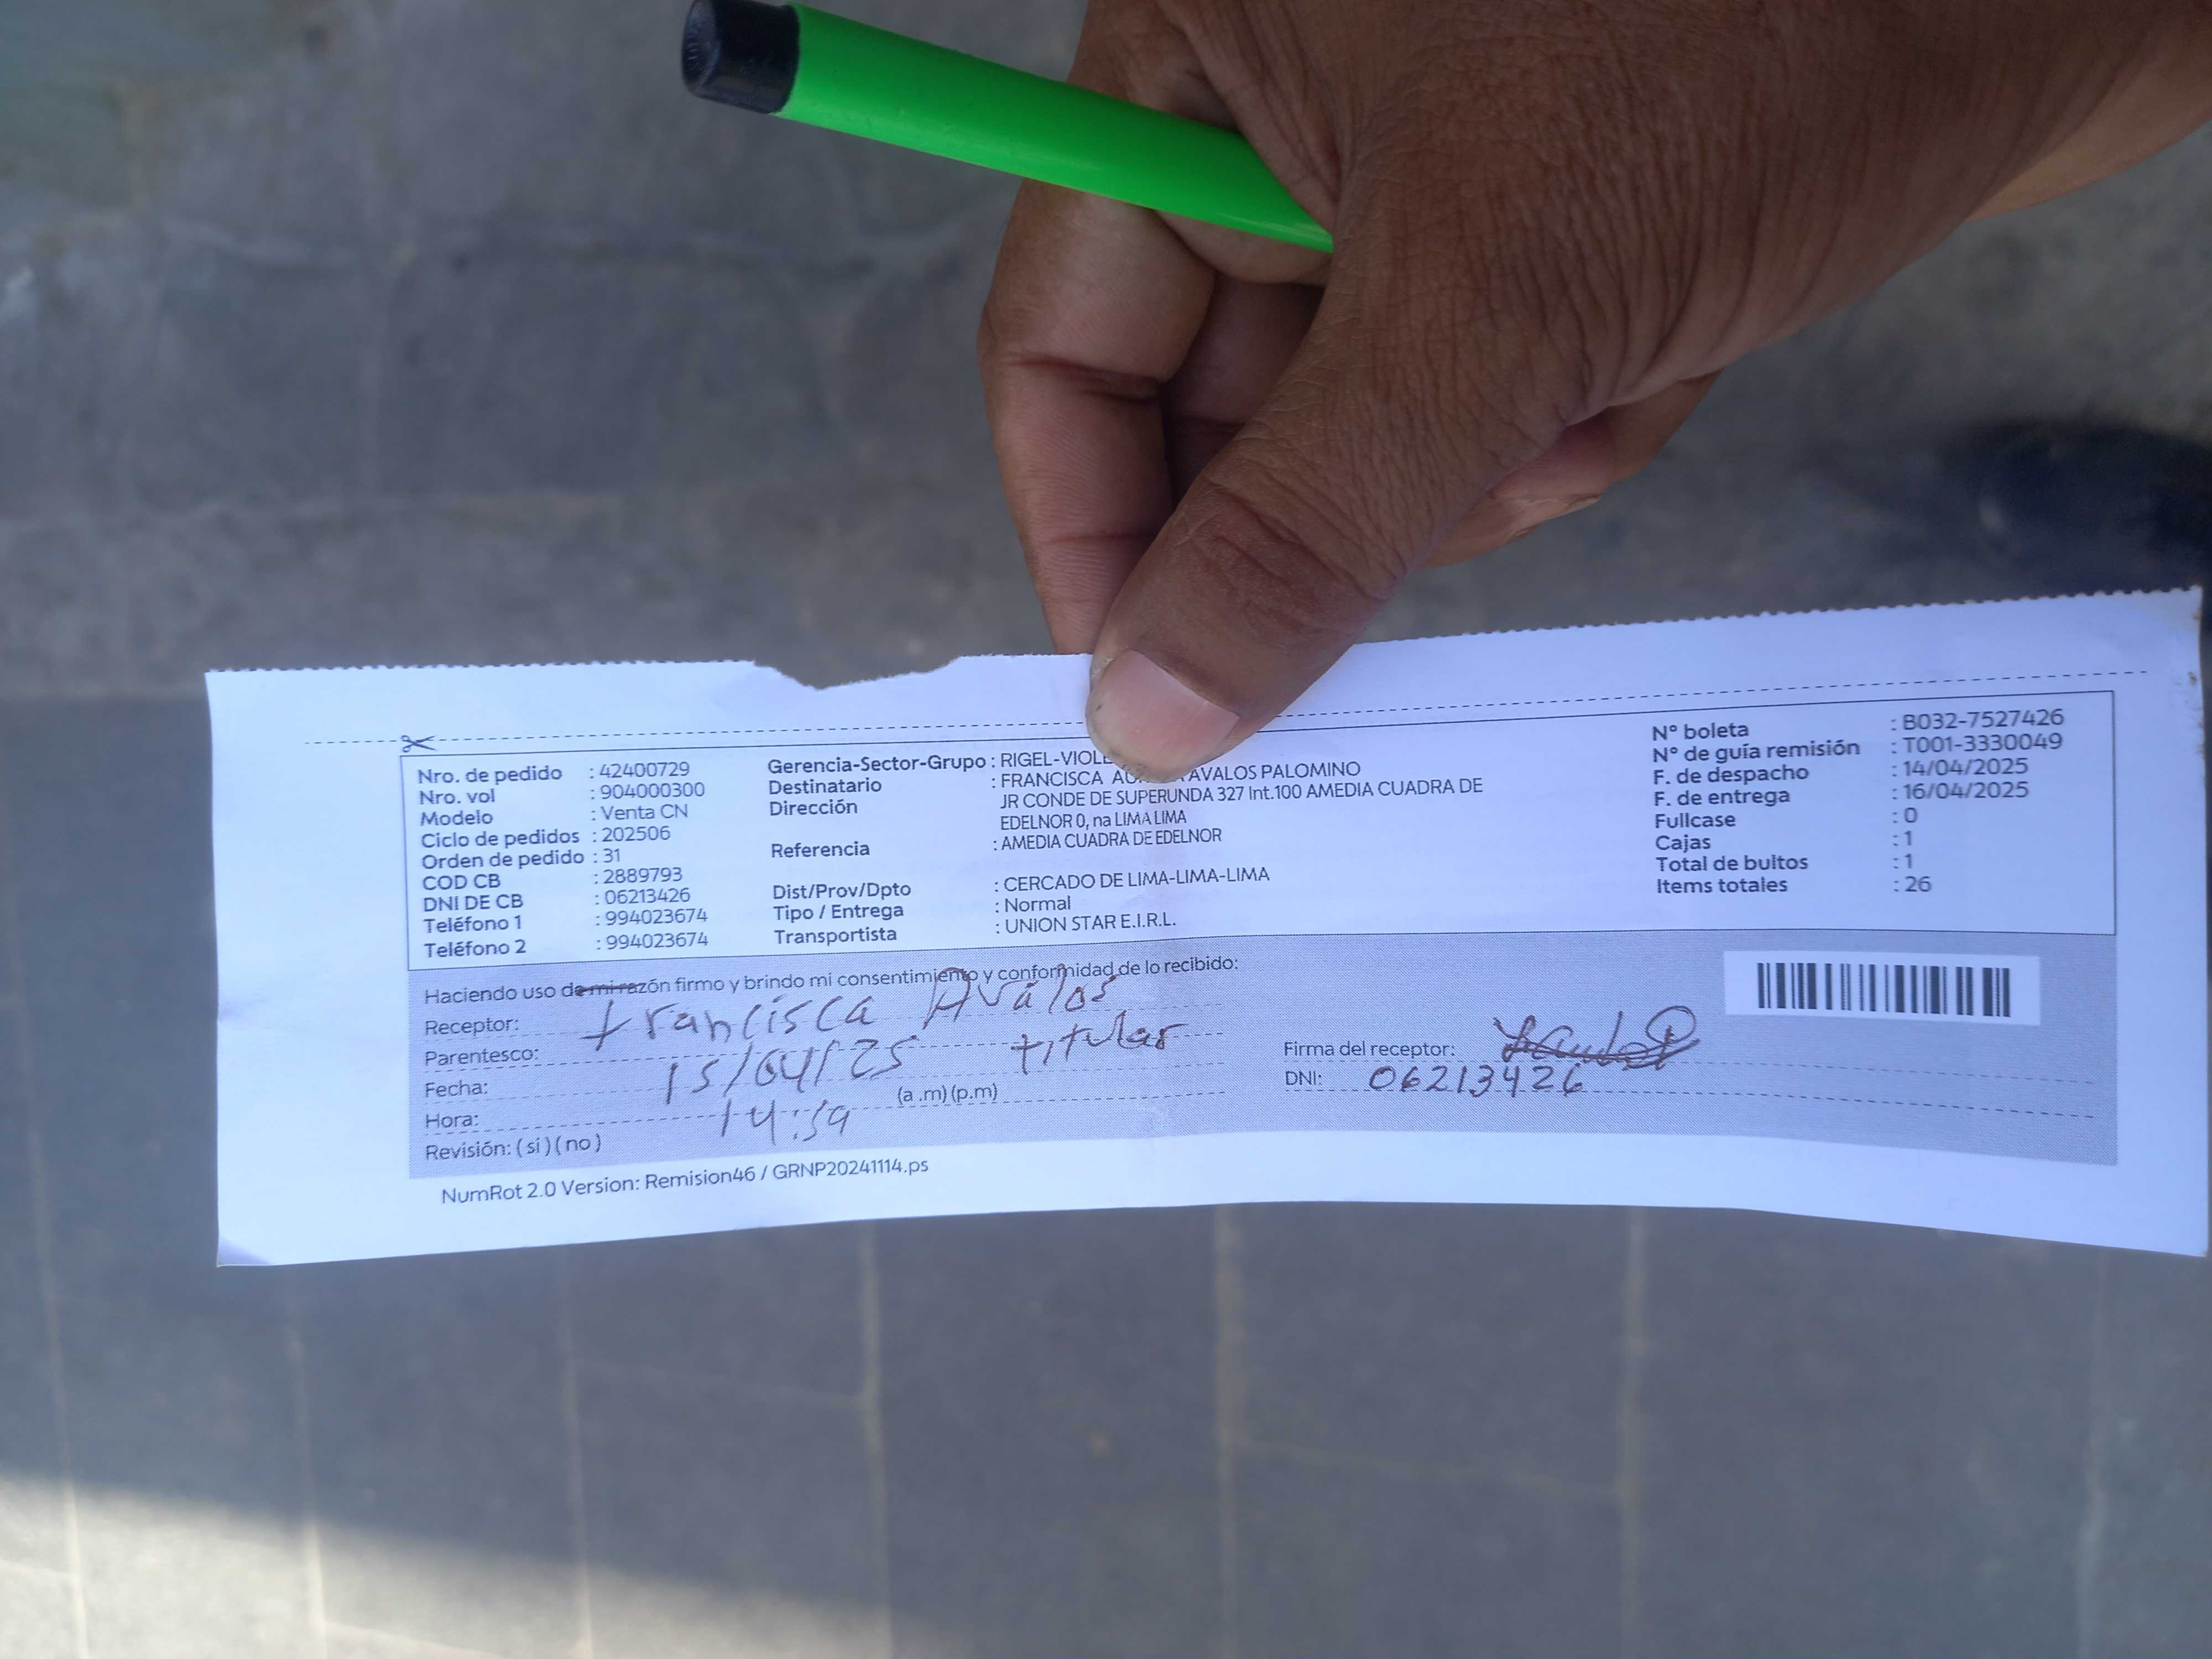 Nro. de pedido : 42400729
Nro. vol : 904000300
Modelo : Venta CN
Ciclo de pedidos : 202506
Orden de pedido : 31
COD CB : 2889793
DNI DE CB : 06213426
Teléfono 1 : 994023674
Teléfono 2 : 994023674
Gerencia-Sector-Grupo : RIGEL-
Destinatario : FRANCISCA AVALOS PALOMINO
Dirección JR CONDE DE SUPERUNDA 327 Int.100 AMEDIA CUADRA DE
EDELNOR 0, na LIMA LIMA
Referencia : AMEDIA CUADRA DE EDELNOR
Dist/Prov/Dpto : CERCADO DE LIMA-LIMA-LIMA
Tipo / Entrega : Normal
Transportista : UNION STAR E.I.R.L.
N° boleta : B032-7527426
N° de guía remisión : T001-3330049
F. de despacho : 14/04/2025
F. de entrega : 16/04/2025
Fullcase : 0
Cajas : 1
Total de bultos : 1
Items totales : 26
Haciendo uso de mi razón firmo y brindo mi consentimiento y conformidad de lo recibido:
Receptor: Francisca Avalos
Parentesco: titular
Fecha: 15/04/25
Hora: 14:59 (a .m) (p.m)
Revisión: ( si ) ( no )
Firma del receptor:
DNI: 06213426
NumRot 2.0 Version: Remision46 / GRNP20241114.ps